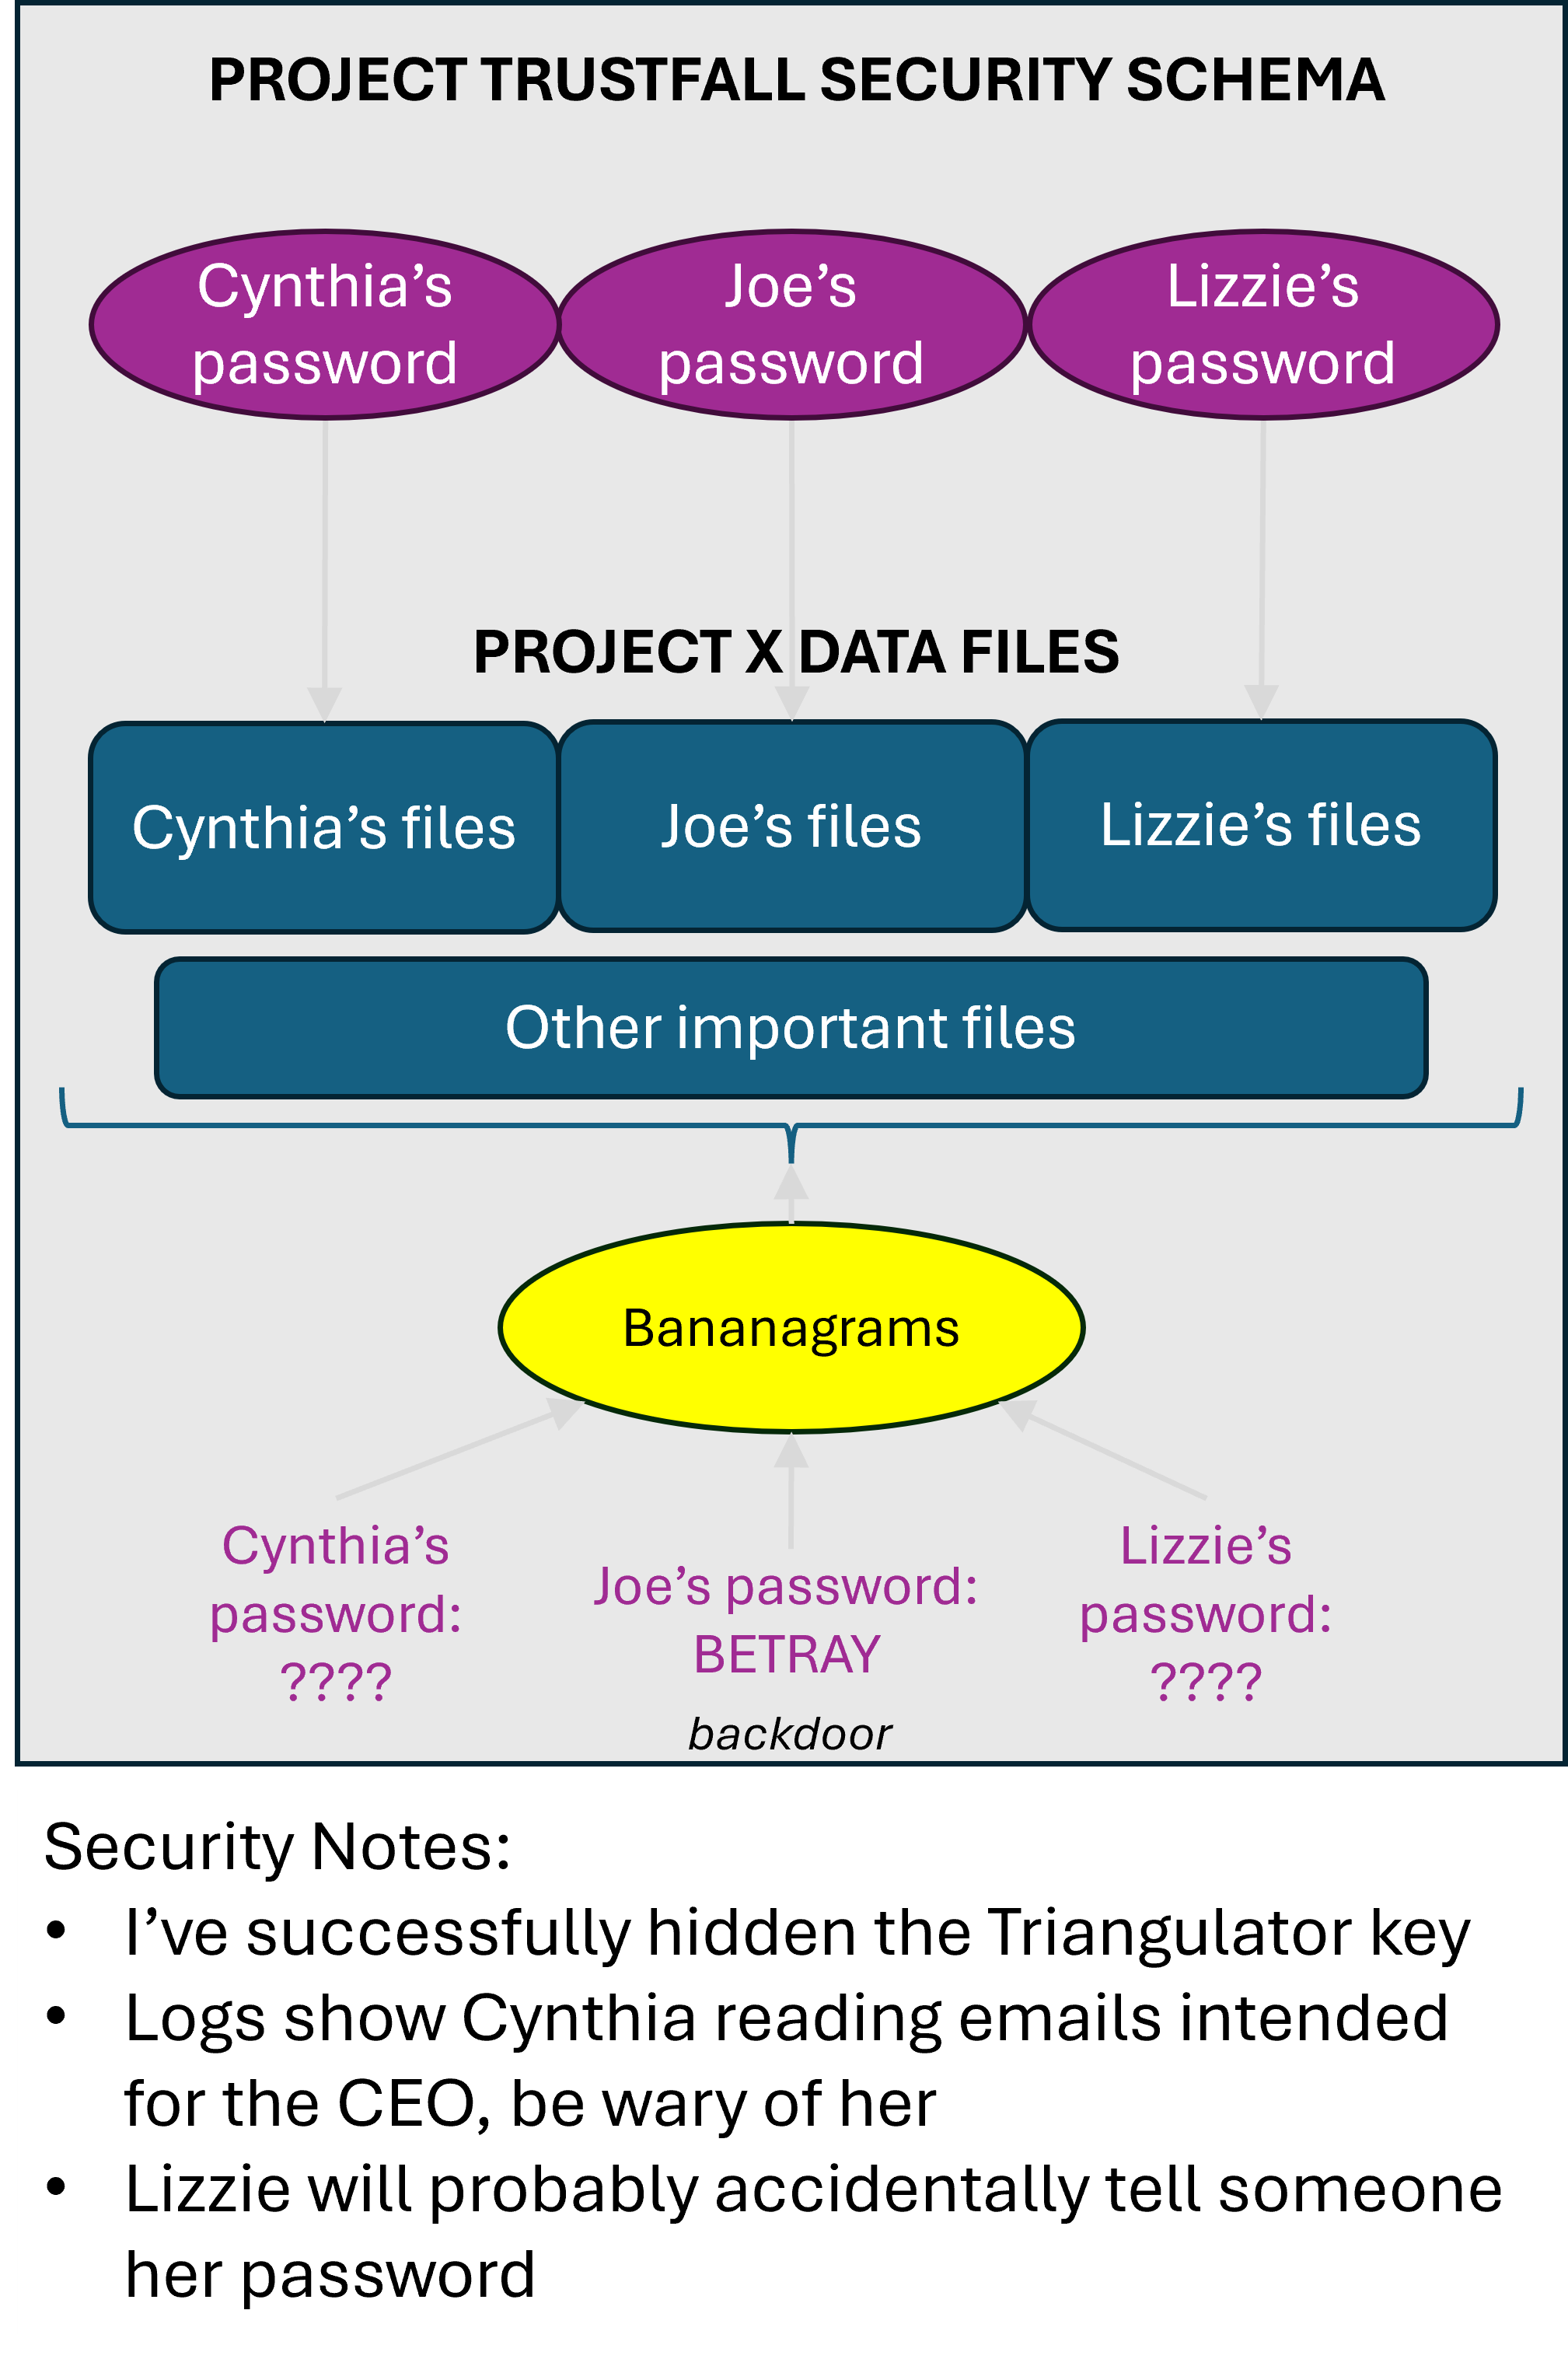 PROJECT TRUSTFALL SECURITY SCHEMA
Cynthia’s
password
Joe’s
password
Lizzie’s
password
PROJECT X DATA FILES
Cynthia’s files
Joe’s files
Lizzie’s files
Other important files
Bananagrams
Cynthia’s
password:
????
Joe’s password:
BETRAY
Lizzie’s
password:
????
backdoor
Security Notes:
• I’ve successfully hidden the Triangulator key
• Logs show Cynthia reading emails intended
for the CEO, be wary of her
• Lizzie will probably accidentally tell someone
her password